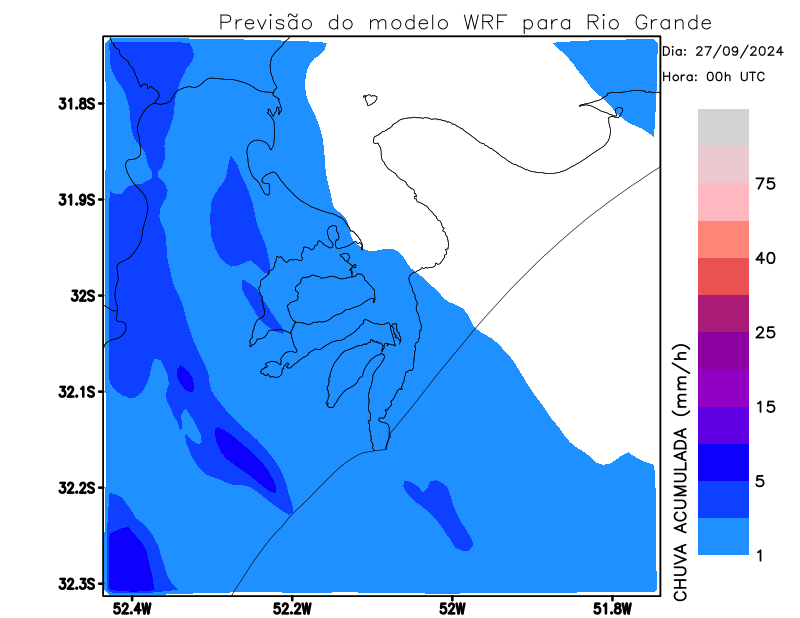 Previsão do modelo WRF para Rio Grande
Dia: 27/09/2024
Hora: 00h UTC
31.8S
31.9S
32S
32.1S
32.2S
32.3S
52.4W
52.2W
52W
51.8W
75
40
25
15
5
1
CHUVA ACUMULADA (mm/h)